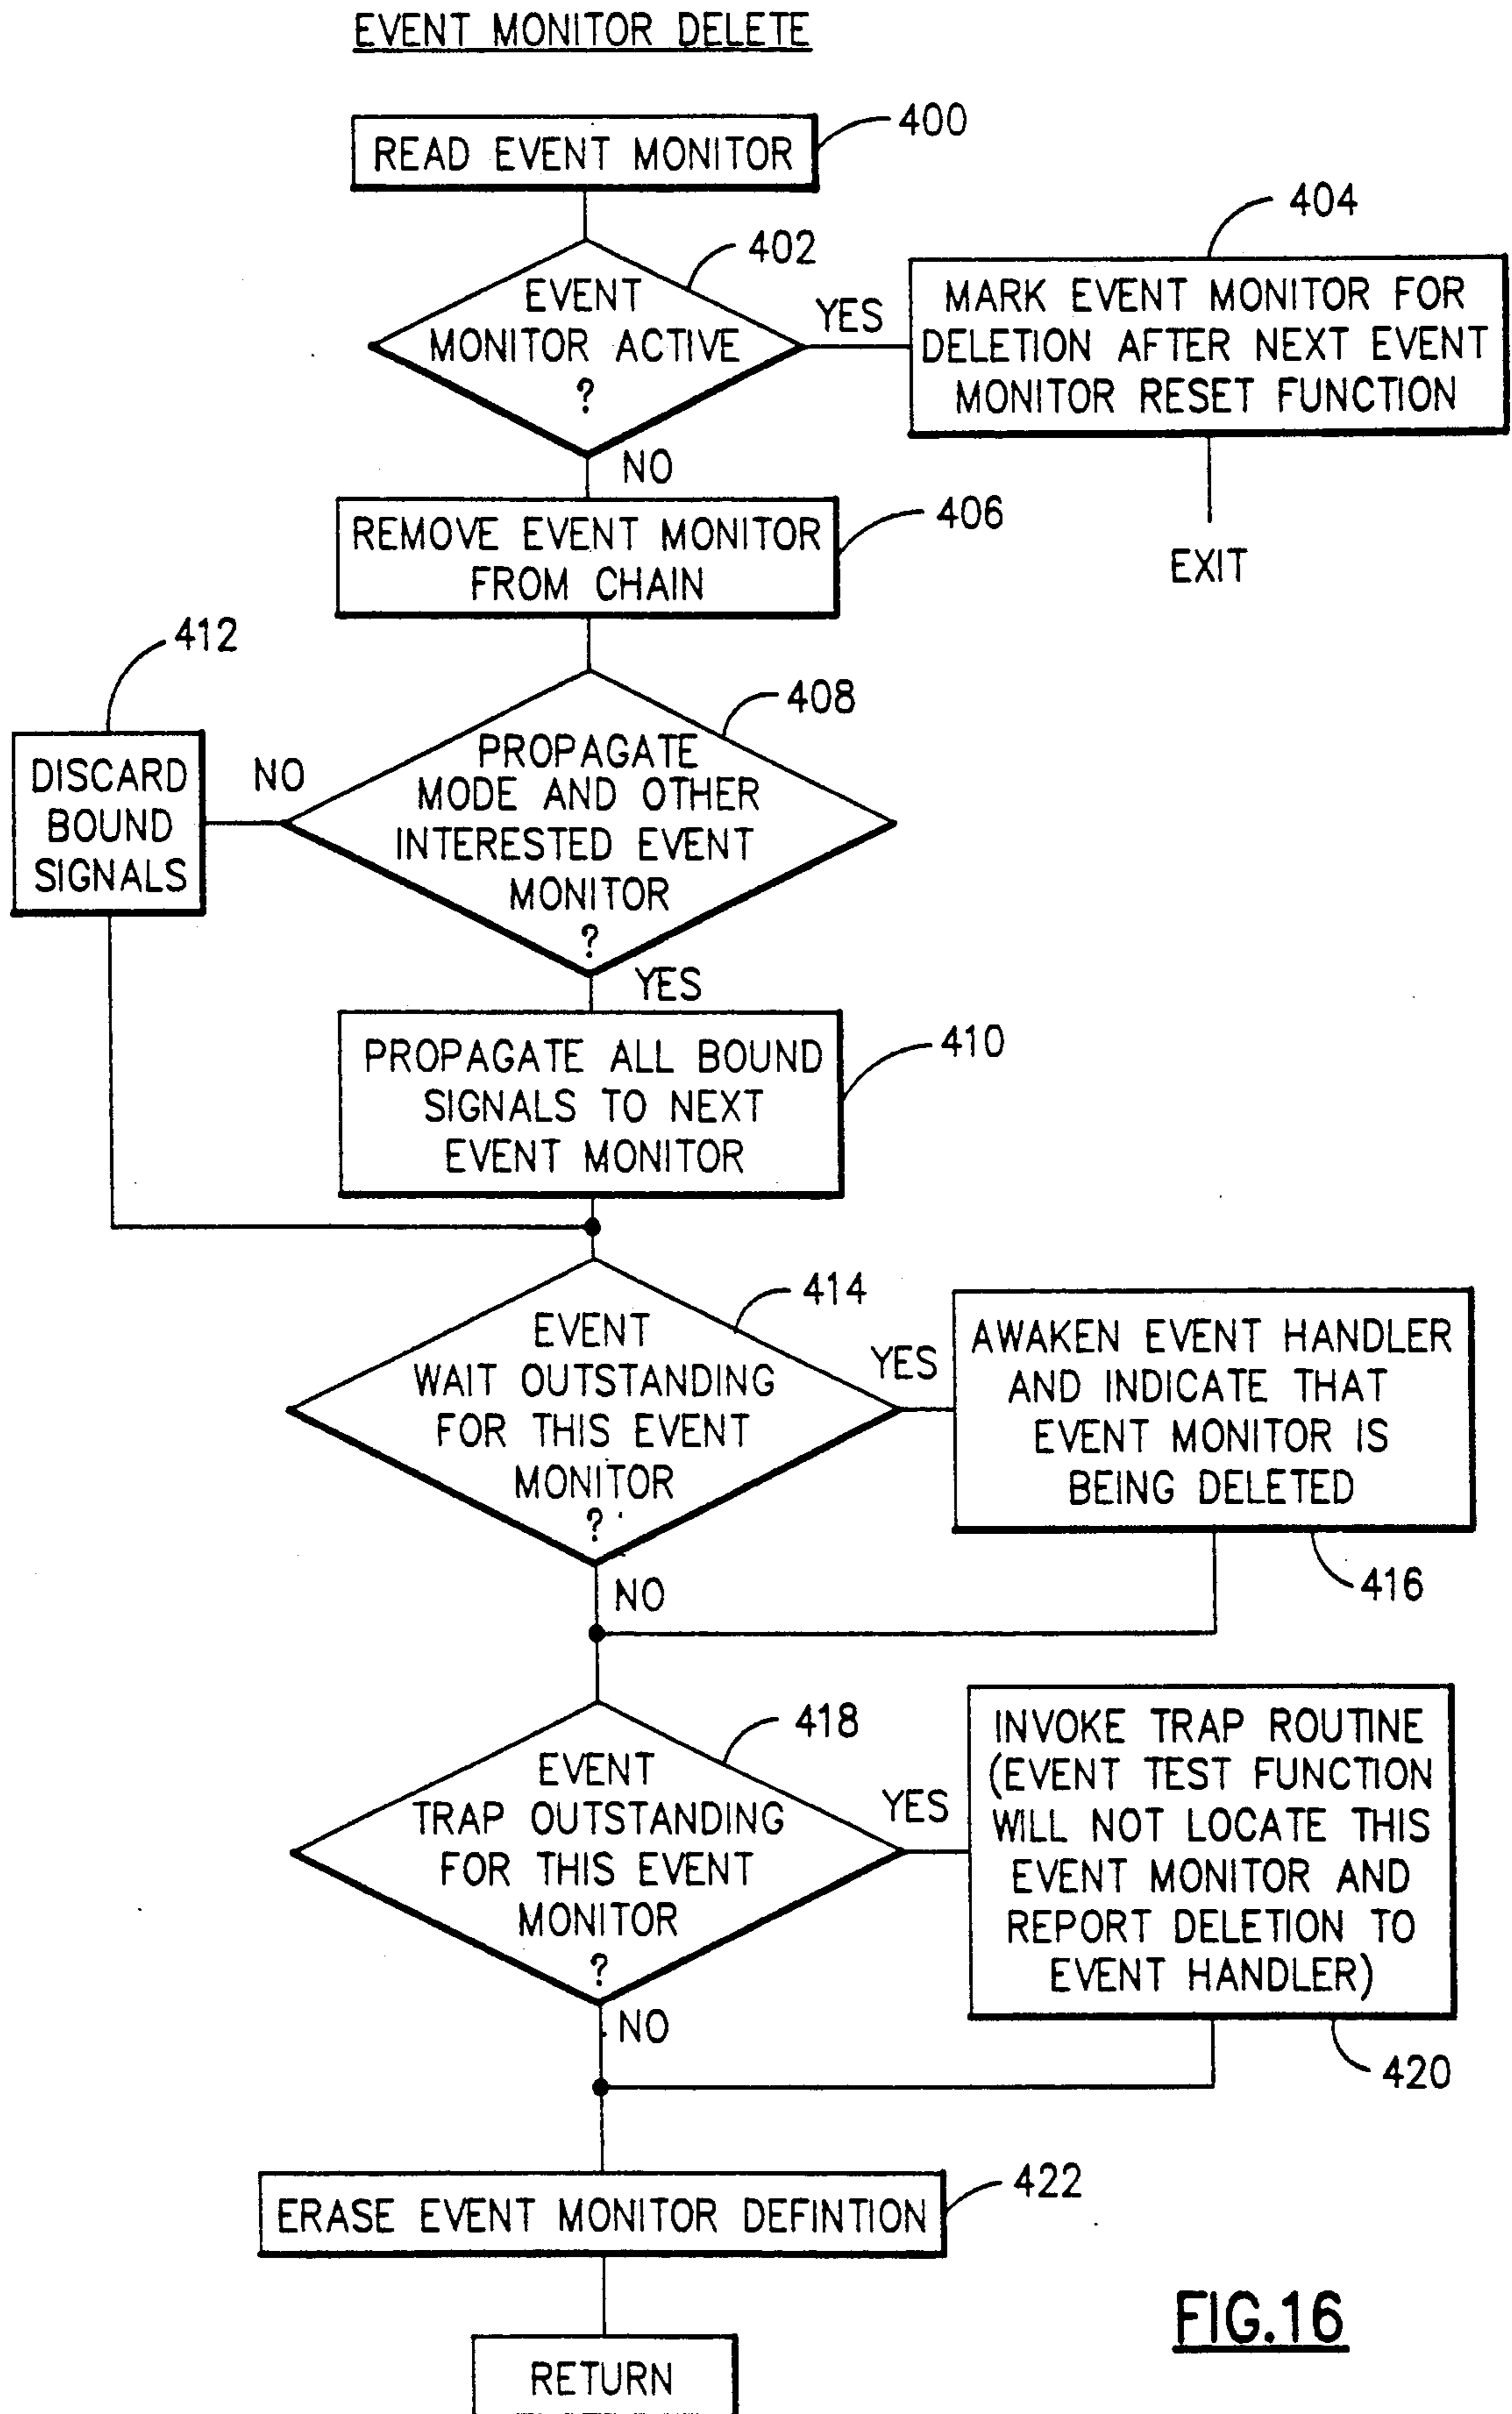 EVENT MONITOR DELETE
READ EVENT MONITOR
400
EVENT
MONITOR ACTIVE
?
402
YES
404
MARK EVENT MONITOR FOR
DELETION AFTER NEXT EVENT
MONITOR RESET FUNCTION
EXIT
NO
REMOVE EVENT MONITOR
FROM CHAIN
406
412
DISCARD
BOUND
SIGNALS
NO
408
PROPAGATE
MODE AND OTHER
INTERESTED EVENT
MONITOR
?
YES
PROPAGATE ALL BOUND
SIGNALS TO NEXT
EVENT MONITOR
410
414
EVENT
WAIT OUTSTANDING
FOR THIS EVENT
MONITOR
?
YES
AWAKEN EVENT HANDLER
AND INDICATE THAT
EVENT MONITOR IS
BEING DELETED
416
NO
418
EVENT
TRAP OUTSTANDING
FOR THIS EVENT
MONITOR
?
YES
INVOKE TRAP ROUTINE
(EVENT TEST FUNCTION
WILL NOT LOCATE THIS
EVENT MONITOR AND
REPORT DELETION TO
EVENT HANDLER)
420
NO
ERASE EVENT MONITOR DEFINTION
422
RETURN
FIG.16